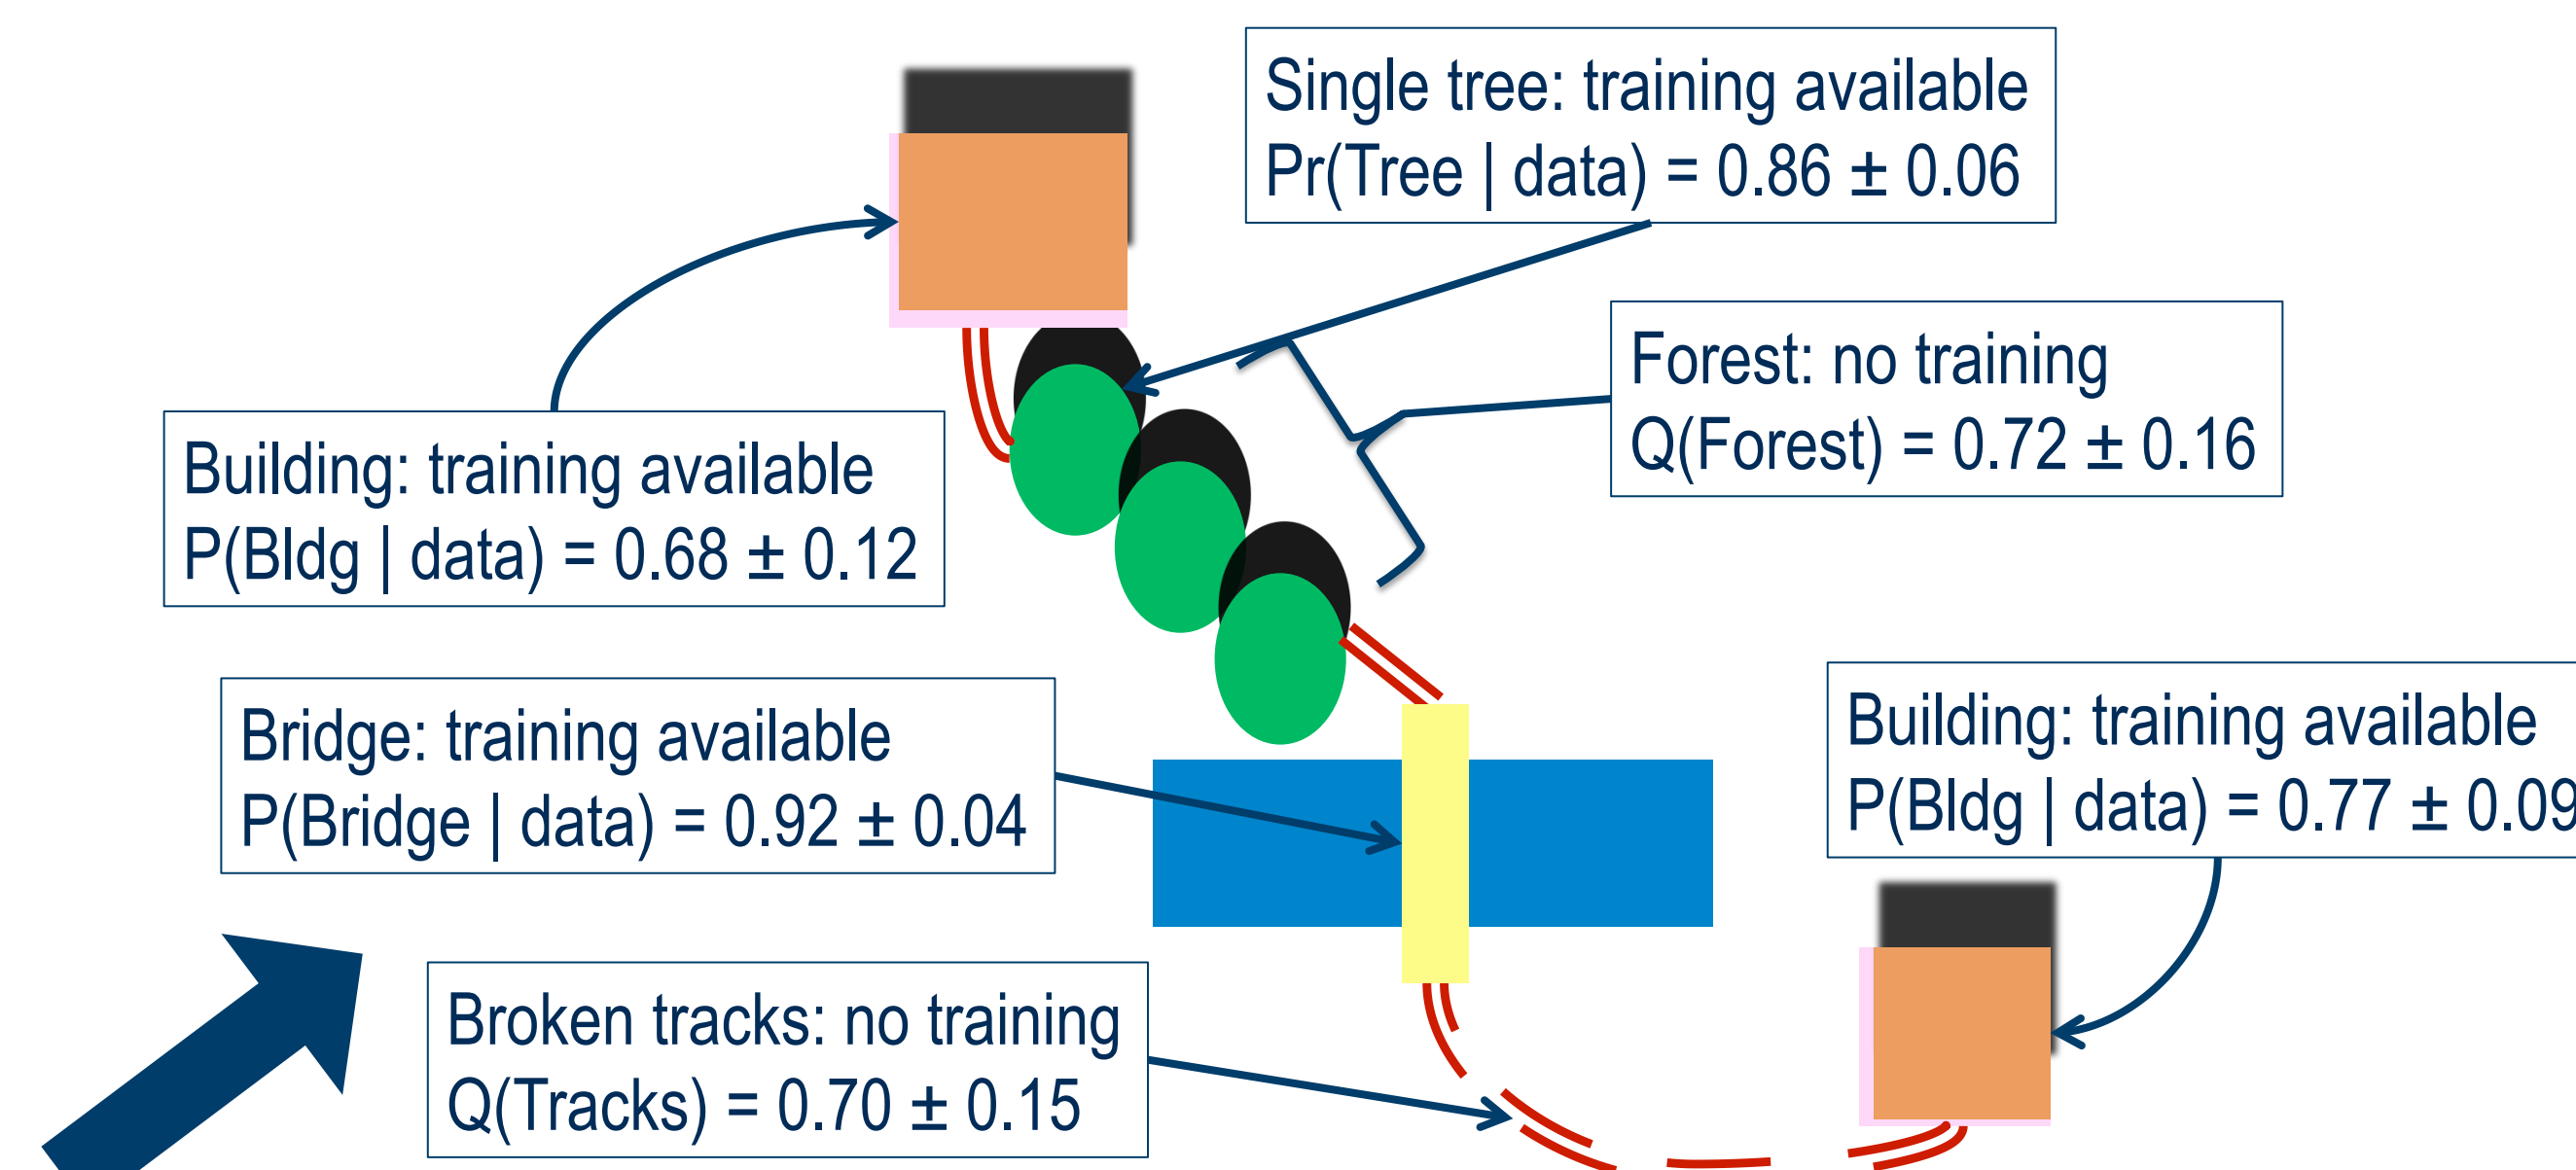 Single tree: training available
Pr(Tree | data) = 0.86 ± 0.06
Forest: no training
Q(Forest) = 0.72 ± 0.16
Building: training available
P(Bldg | data) = 0.68 ± 0.12
Bridge: training available
P(Bridge | data) = 0.92 ± 0.04
Building: training available
P(Bldg | data) = 0.77 ± 0.09
Broken tracks: no training
Q(Tracks) = 0.70 ± 0.15